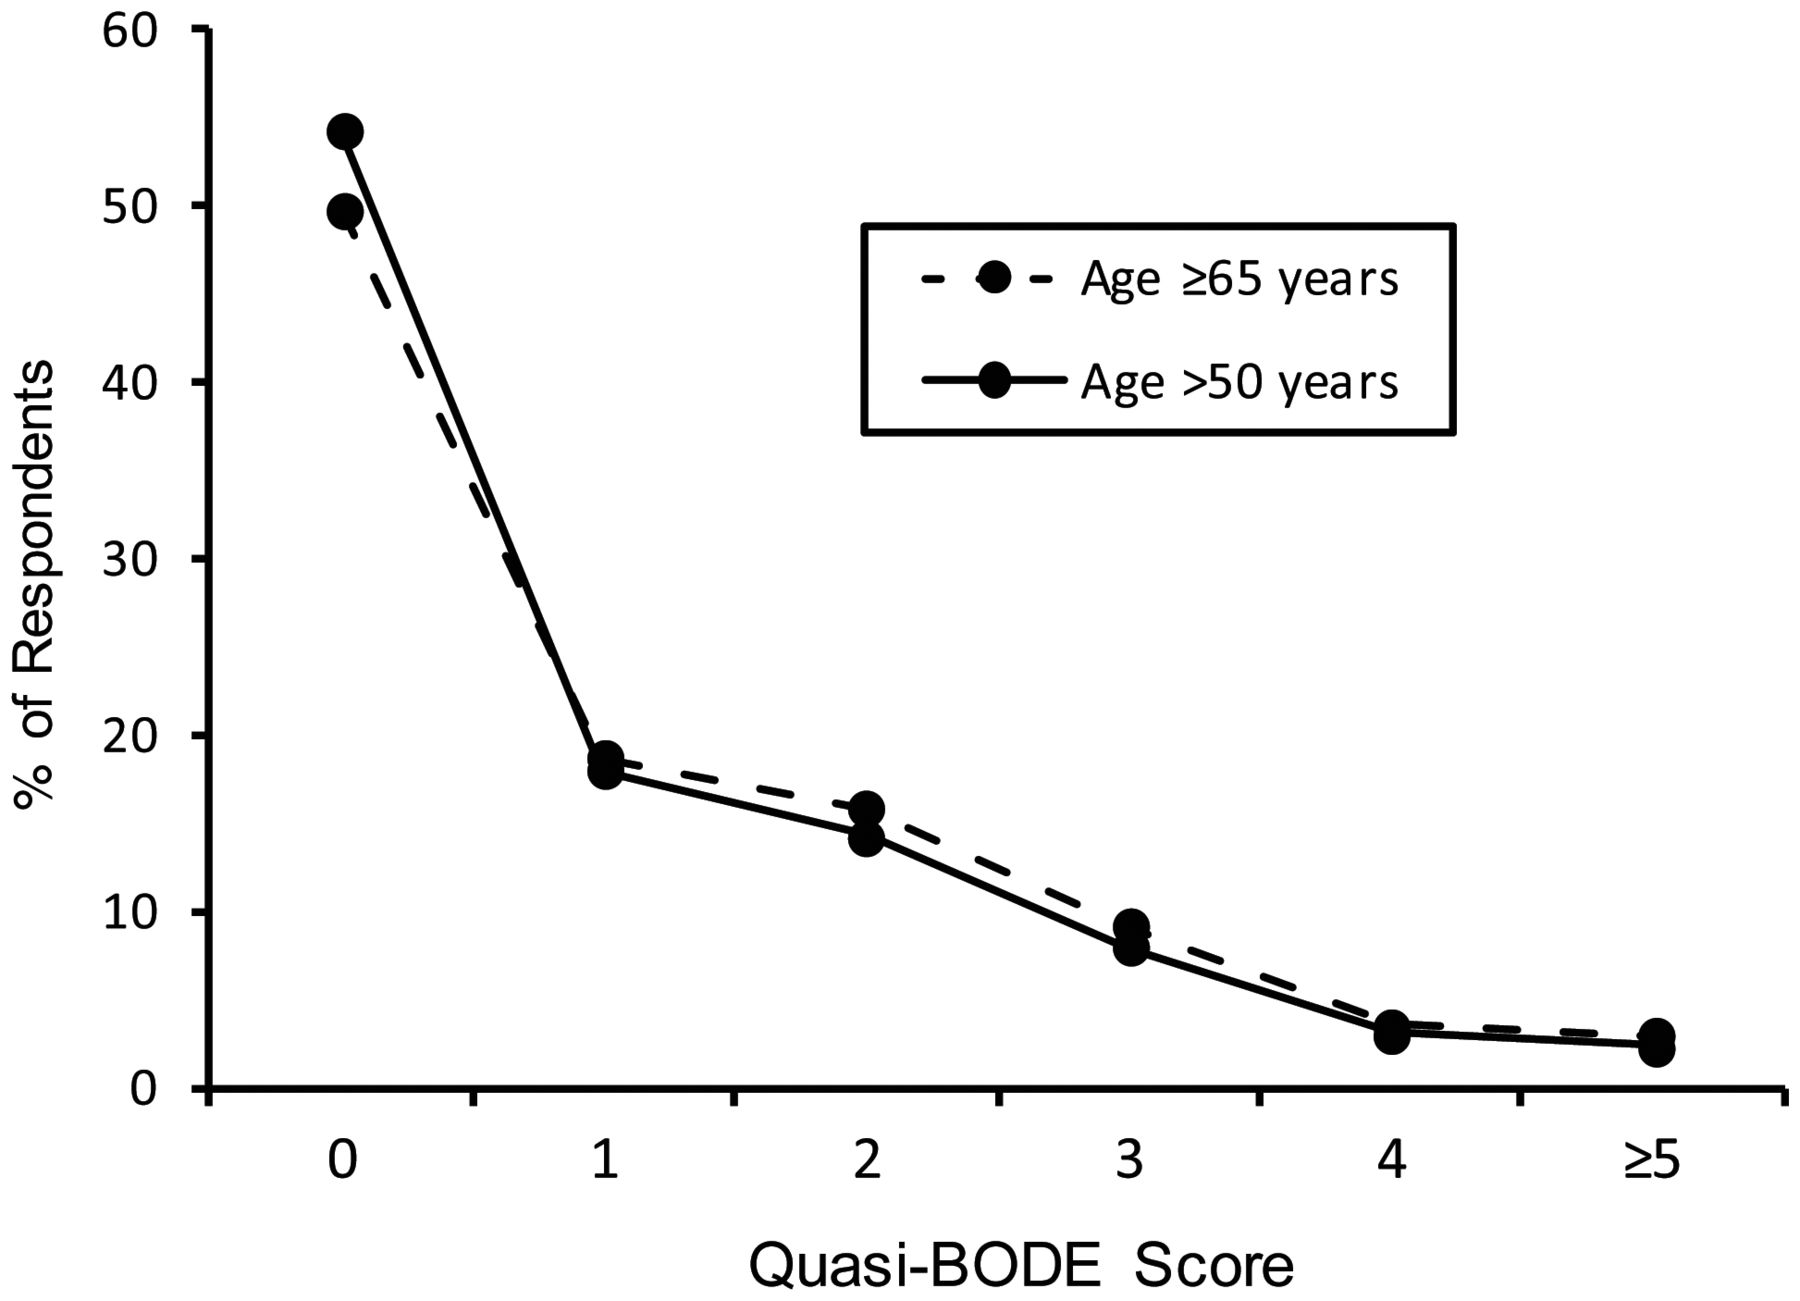 60
50
40
30
20
10
0
% of Respondents
Age ≥65 years
Age >50 years
0 1 2 3 4 ≥5
Quasi-BODE Score